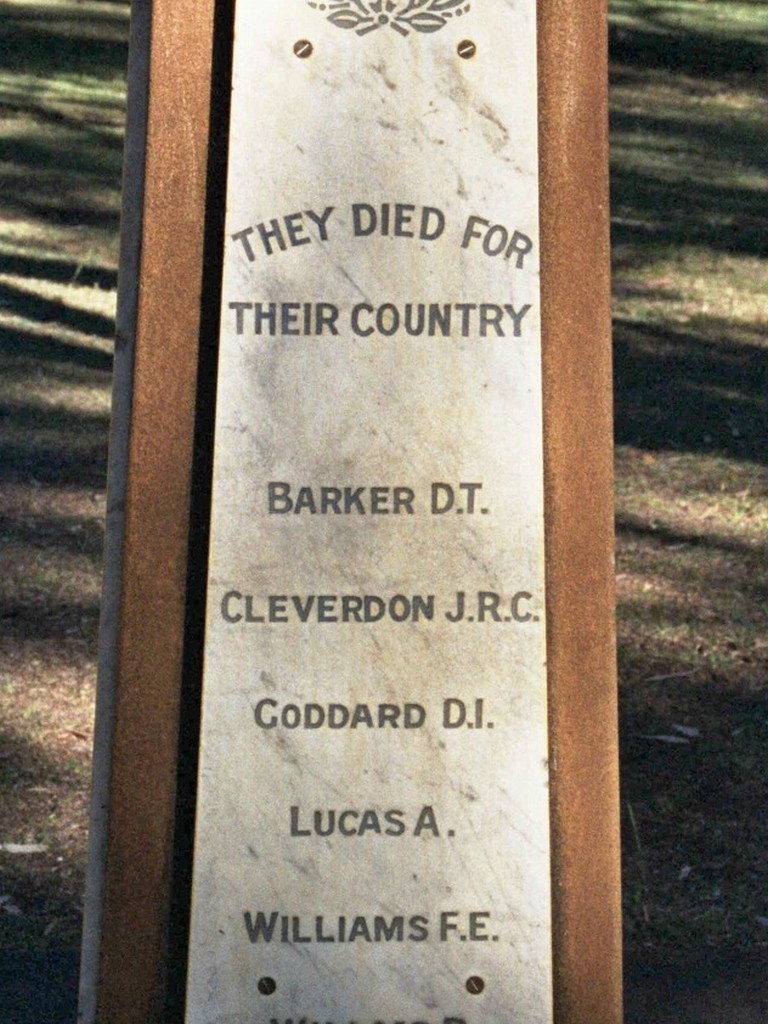 THEY DIED FOR
THEIR COUNTRY
BARKER D.T.
CLEVERDON J.R.C.
GODDARD D.I.
LUCAS A.
WILLIAMS F.E.